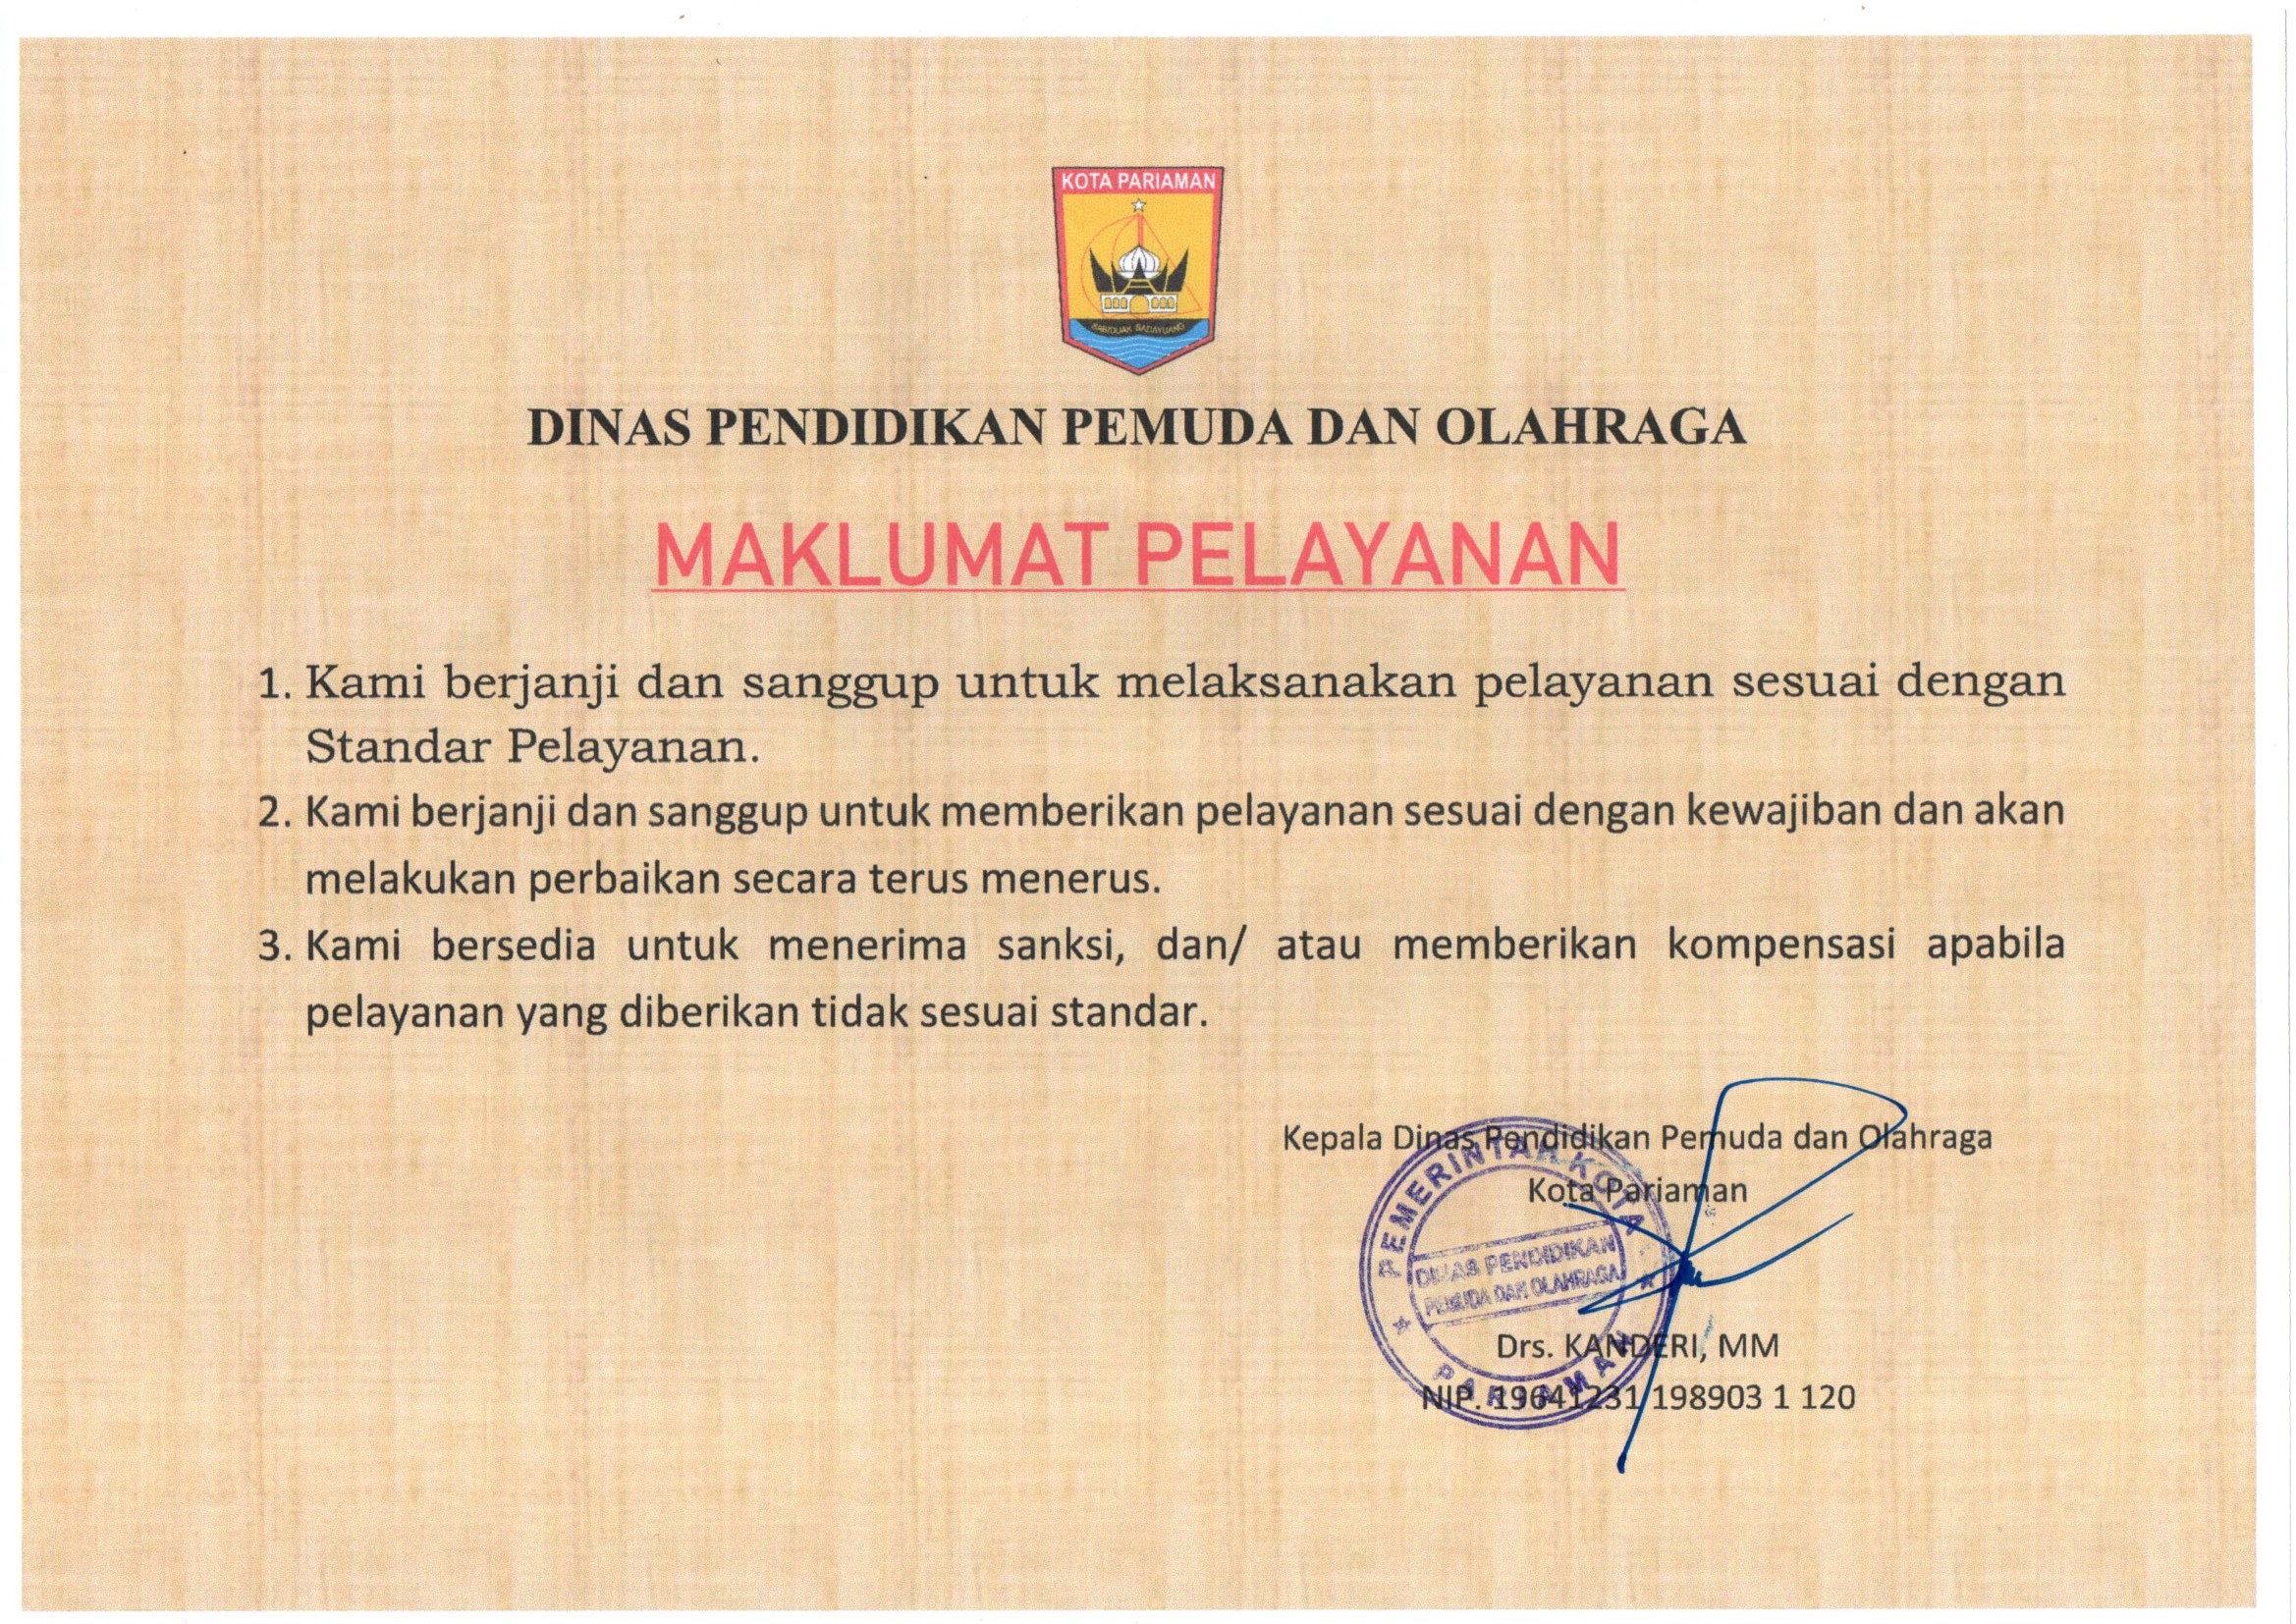 KOTA PARIAMAN
SABIDUAK SADAYUANG
DINAS PENDIDIKAN PEMUDA DAN OLAHRAGA
MAKLUMAT PELAYANAN
1. Kami berjanji dan sanggup untuk melaksanakan pelayanan sesuai dengan
Standar Pelayanan.
2. Kami berjanji dan sanggup untuk memberikan pelayanan sesuai dengan kewajiban dan akan
melakukan perbaikan secara terus menerus.
3. Kami bersedia untuk menerima sanksi, dan/ atau memberikan kompensasi apabila
pelayanan yang diberikan tidak sesuai standar.
Kepala Dinas Pendidikan Pemuda dan Olahraga
Kota Pariaman
PEMERINTAH KOTA
DINAS PENDIDIKAN
PEMUDA DAN OLAHRAGA
PARIAMAN
Drs. KANDERI, MM
NIP. 19641231 198903 1 120